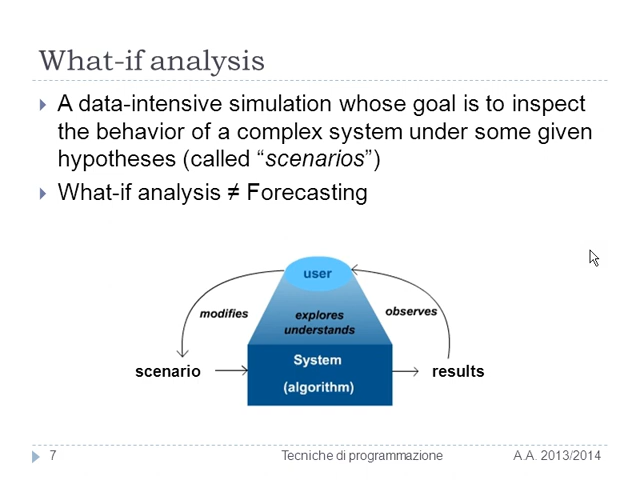 What-if analysis
A data-intensive simulation whose goal is to inspect
the behavior of a complex system under some given
hypotheses (called “scenarios”)
What-if analysis ≠ Forecasting
user
modifies
explores
understands
observes
scenario
System
(algorithm)
results
7
Tecniche di programmazione
A.A. 2013/2014